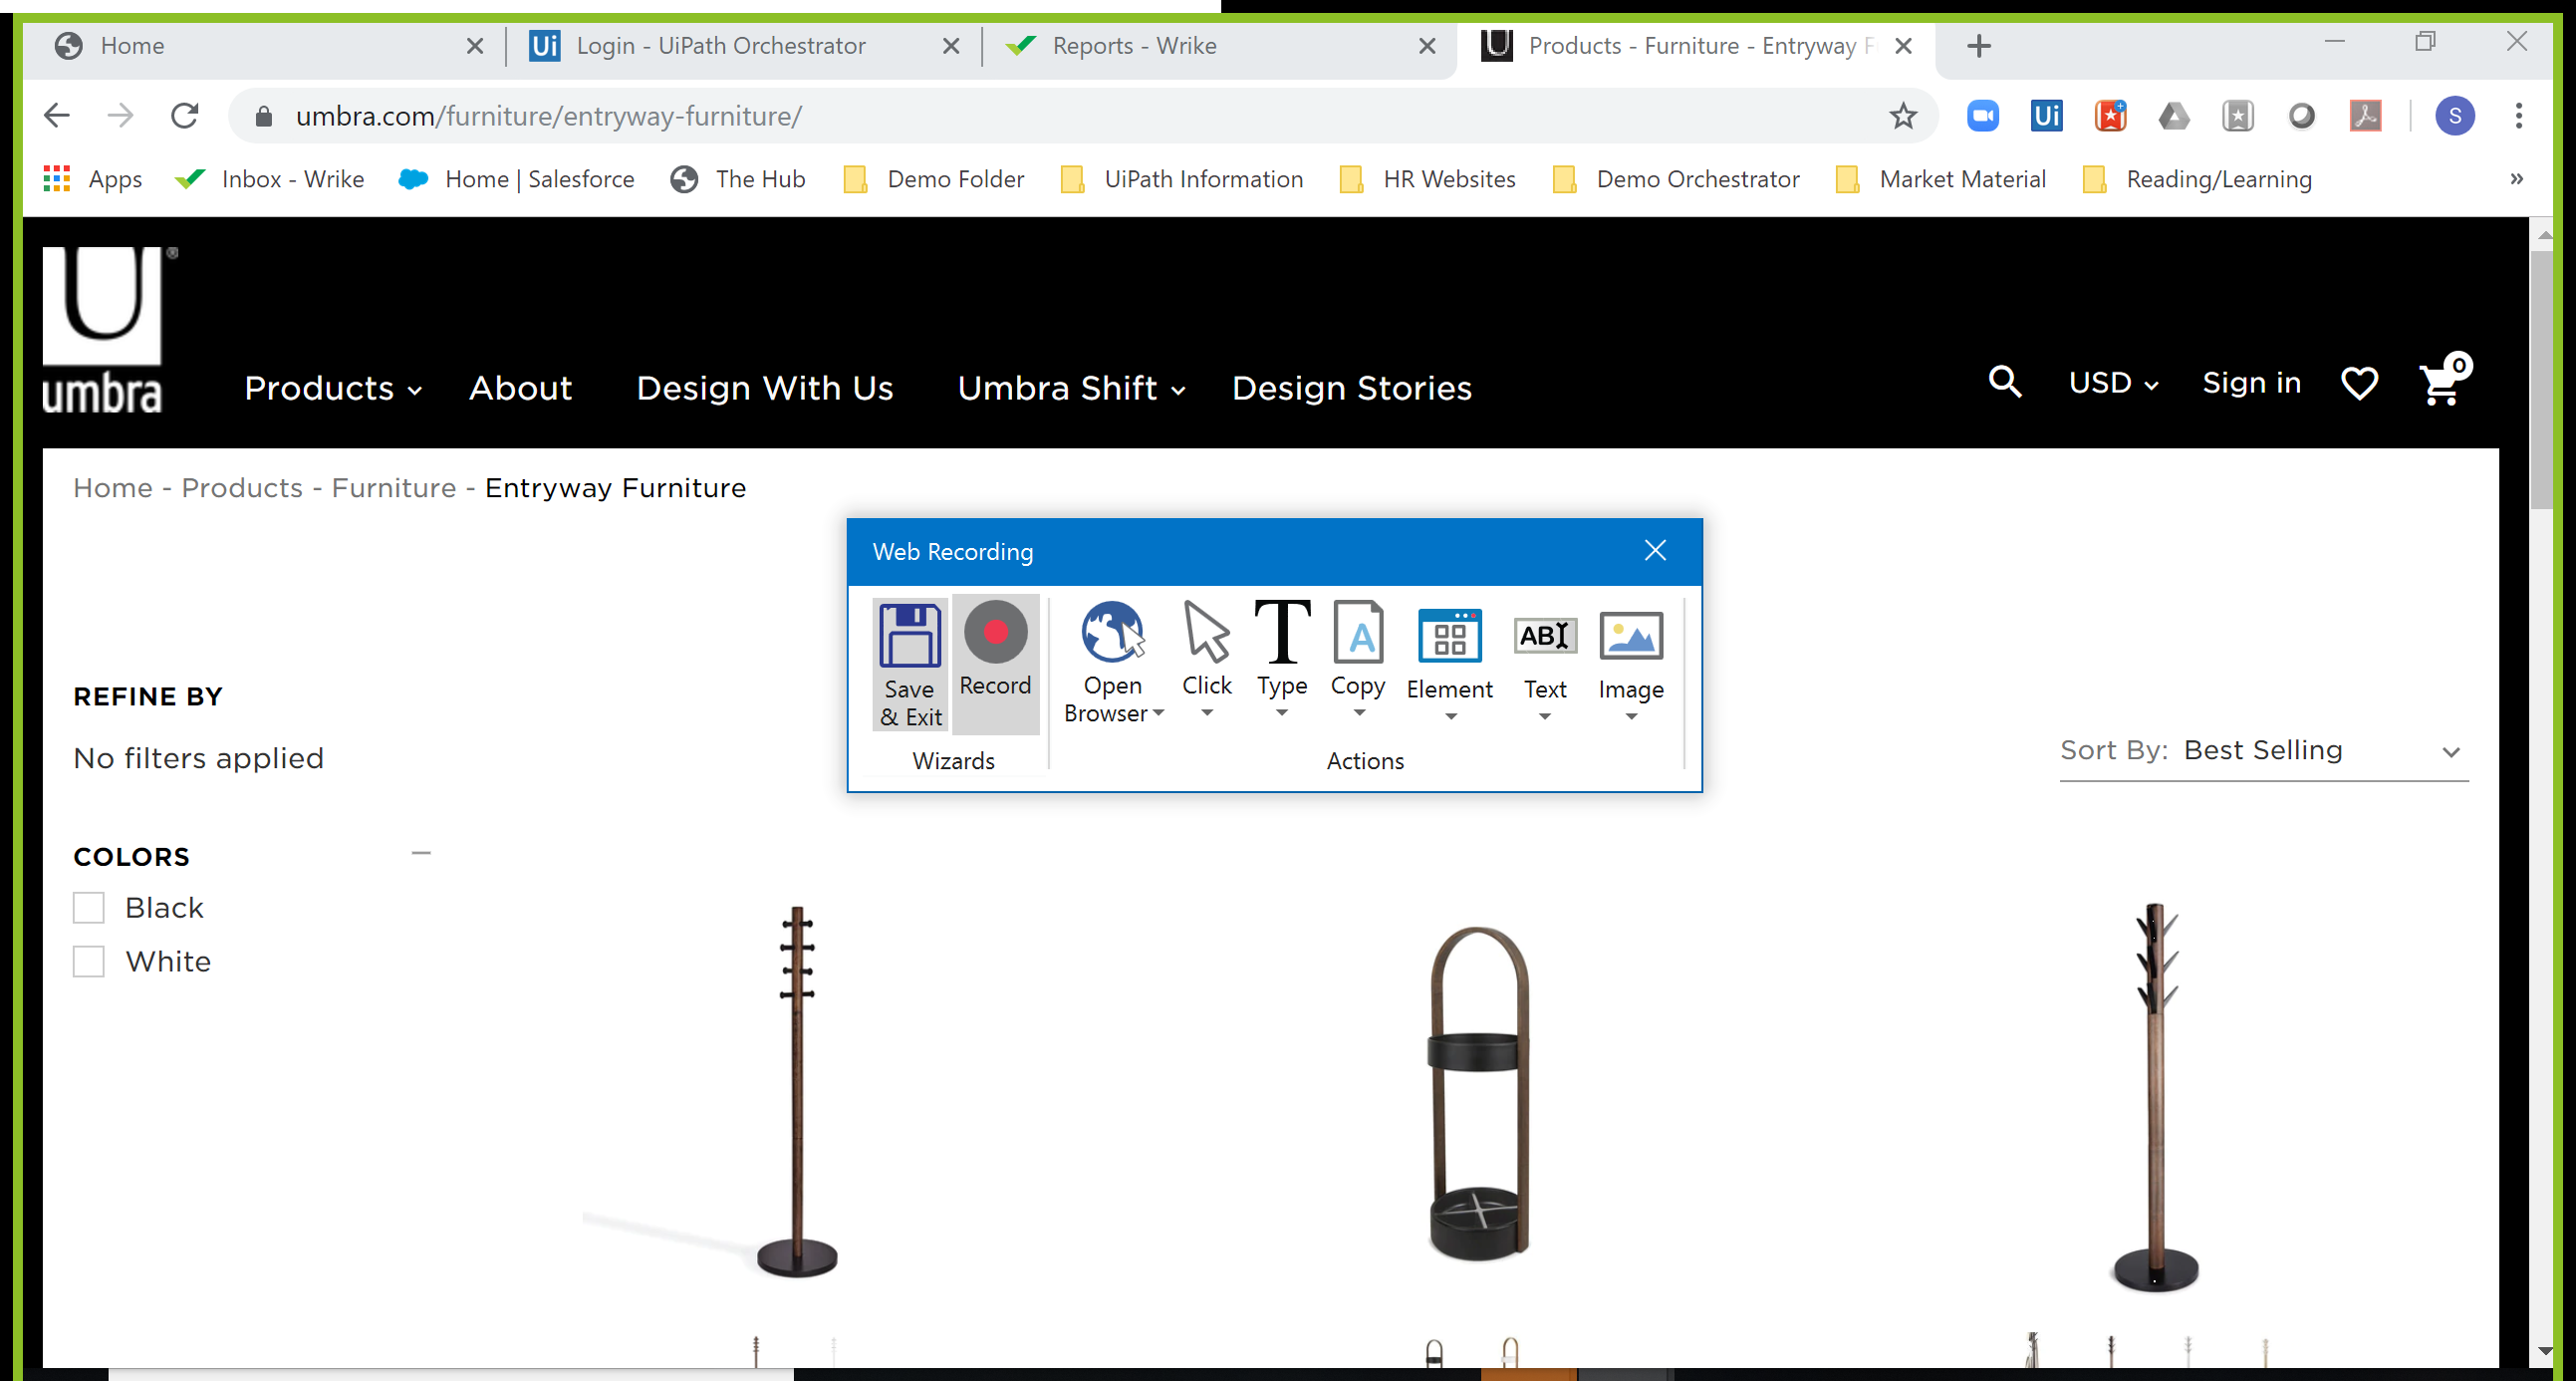 Home
Ui Login - UiPath Orchestrator
Reports - Wrike
Products - Furniture - Entryway F
umbra.com/furniture/entryway-furniture/
Ui
S
Apps
Inbox - Wrike
Home | Salesforce
The Hub
Demo Folder
UiPath Information
HR Websites
Demo Orchestrator
Market Material
Reading/Learning
»
U®
umbra
Products
About
Design With Us
Umbra Shift
Design Stories
USD
Sign in
0
Home - Products - Furniture - Entryway Furniture
Web Recording
Save & Exit
Record
Wizards
Open Browser
Click
Type
Copy
Element
ABI
Text
Image
Actions
REFINE BY
No filters applied
Sort By: Best Selling
COLORS
Black
White